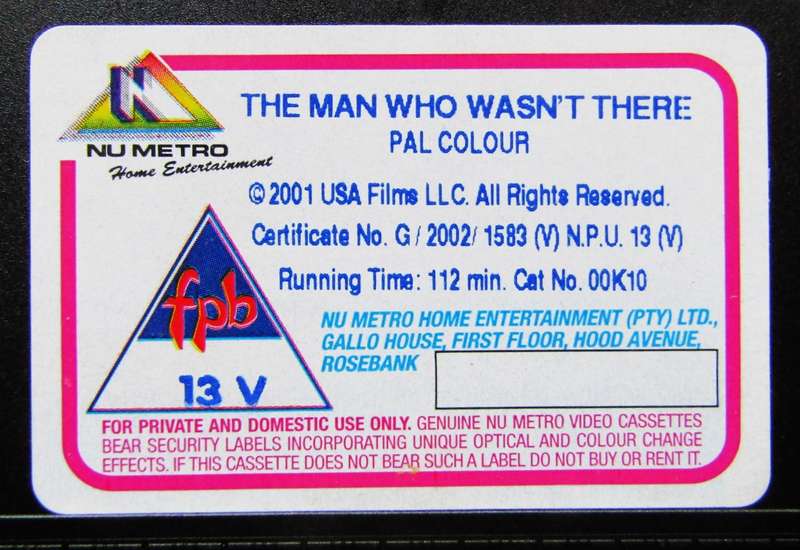 THE MAN WHO WASN'T THERE
PAL COLOUR
N
NU METRO
Home Entertainment
© 2001 USA Films LLC. All Rights Reserved.
Certificate No. G / 2002/ 1583 (V) N.P.U. 13 (V)
Running Time: 112 min. Cat No. 00K10
fpb
13 V
NU METRO HOME ENTERTAINMENT (PTY) LTD.,
GALLO HOUSE, FIRST FLOOR, HOOD AVENUE,
ROSEBANK
FOR PRIVATE AND DOMESTIC USE ONLY. GENUINE NU METRO VIDEO CASSETTES
BEAR SECURITY LABELS INCORPORATING UNIQUE OPTICAL AND COLOUR CHANGE
EFFECTS. IF THIS CASSETTE DOES NOT BEAR SUCH A LABEL DO NOT BUY OR RENT IT.